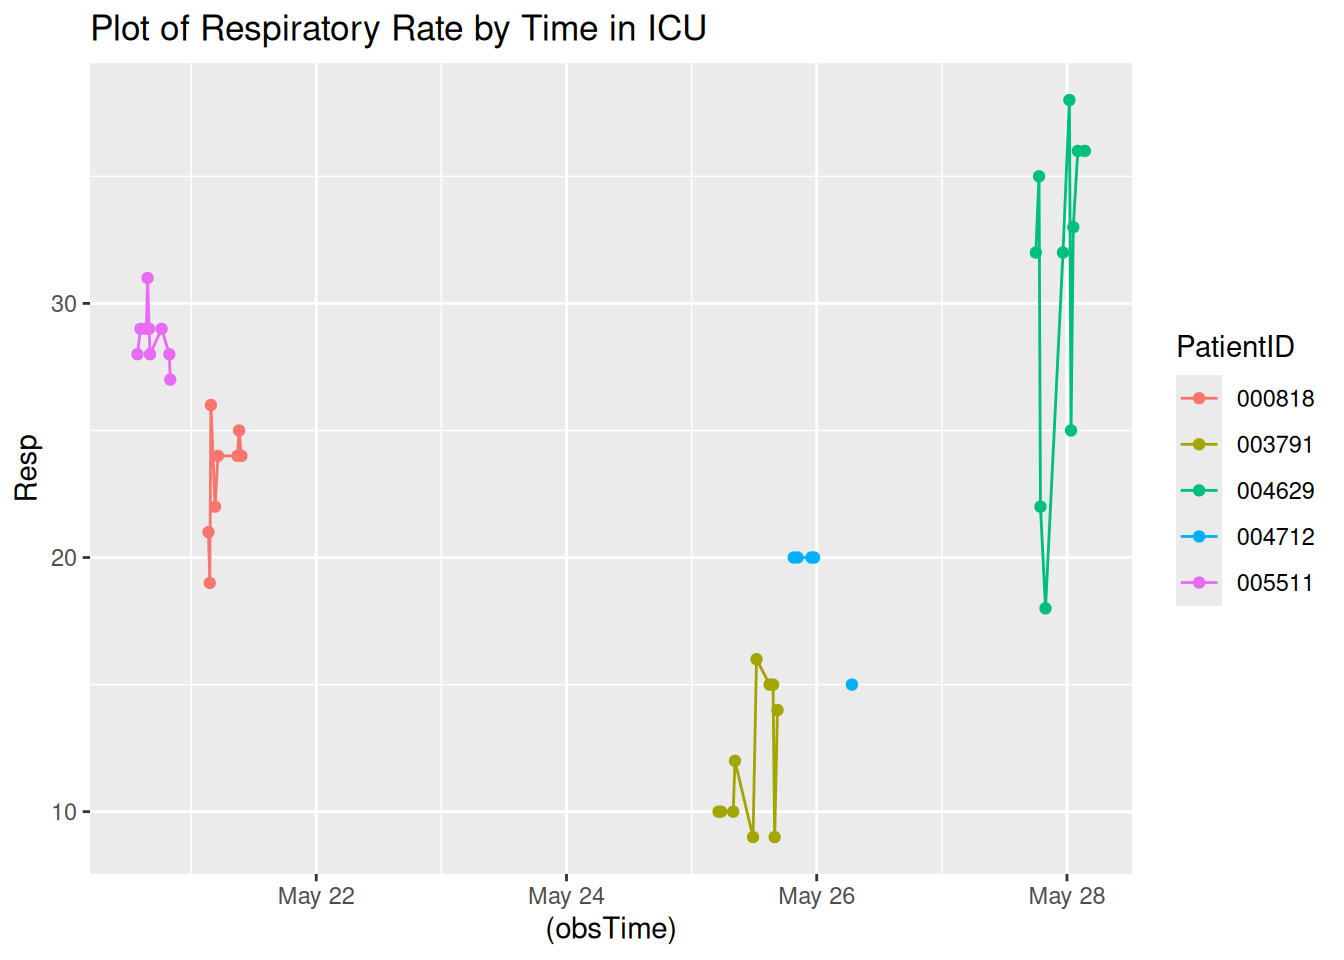 Plot of Respiratory Rate by Time in ICU
Resp
30
20
10
May 22
May 24
May 26
May 28
(obsTime)
PatientID
000818
003791
004629
004712
005511